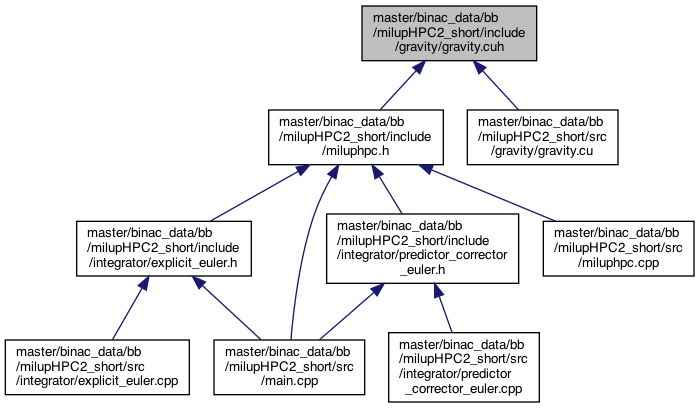 master/binac_data/bb
/milupHPC2_short/include
/gravity/gravity.cuh
master/binac_data/bb
/milupHPC2_short/include
/miluphpc.h
master/binac_data/bb
/milupHPC2_short/src
/gravity/gravity.cu
master/binac_data/bb
/milupHPC2_short/include
/integrator/explicit_euler.h
master/binac_data/bb
/milupHPC2_short/include
/integrator/predictor_corrector
_euler.h
master/binac_data/bb
/milupHPC2_short/src
/miluphpc.cpp
master/binac_data/bb
/milupHPC2_short/src
/integrator/explicit_euler.cpp
master/binac_data/bb
/milupHPC2_short/src
/main.cpp
master/binac_data/bb
/milupHPC2_short/src
/integrator/predictor
_corrector_euler.cpp